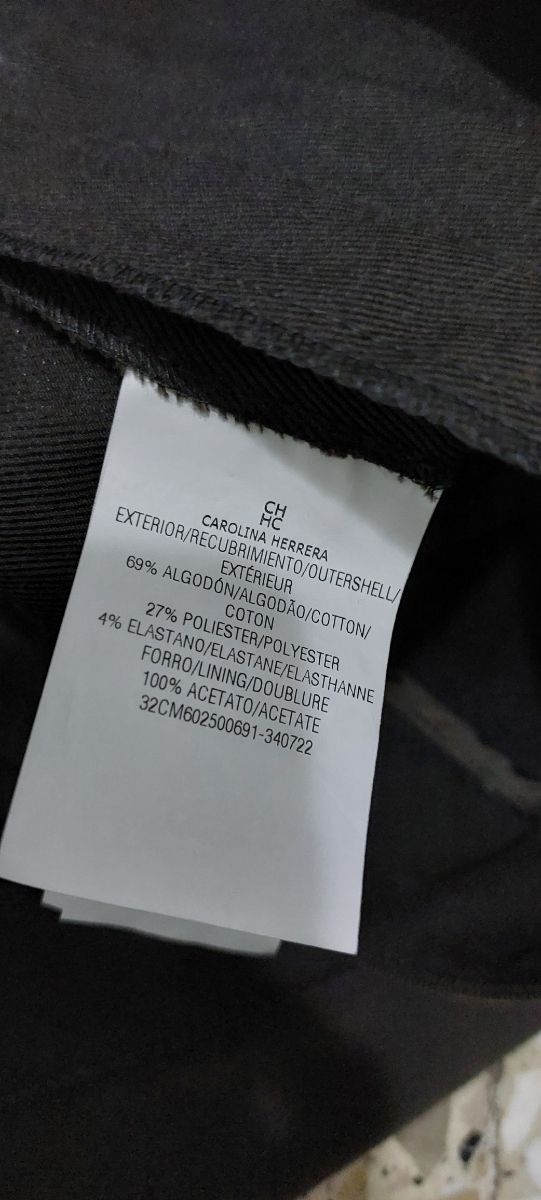 CH
HC
CAROLINA HERRERA
EXTERIOR/RECUBRIMIENTO/OUTERSHELL/
EXTÉRIEUR
69% ALGODÓN/ALGODÃO/COTTON/
COTON
27% POLIESTER/POLYESTER
4% ELASTANO/ELASTANE/ELASTHANNE
FORRO/LINING/DOUBLURE
100% ACETATO/ACETATE
32CM602500691-340722